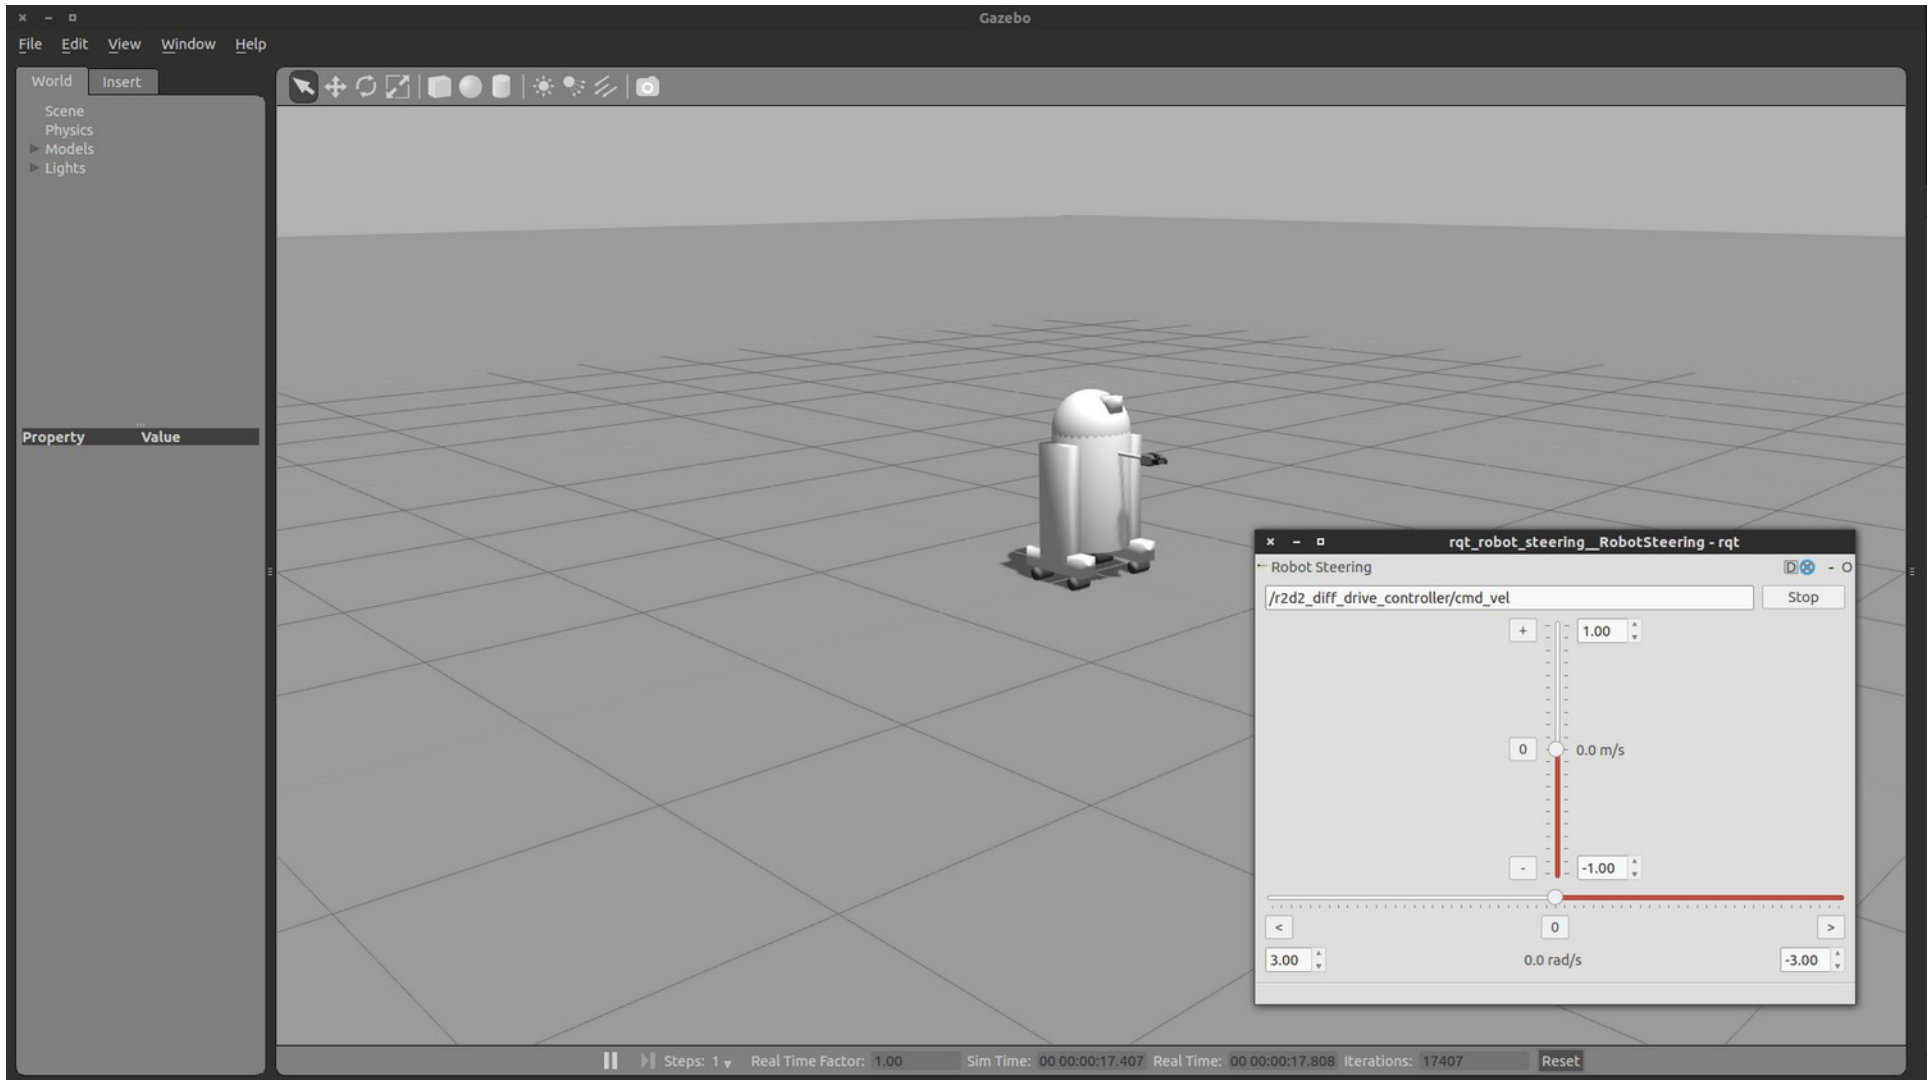 Gazebo
File Edit View Window Help
World Insert
Scene
Physics
Models
Lights
Property Value
rqt_robot_steering__RobotSteering - rqt
Robot Steering D - O
/r2d2_diff_drive_controller/cmd_vel Stop
+ 1.00
0 0.0 m/s
- -1.00
< 0 >
3.00 0.0 rad/s -3.00
Steps: 1 Real Time Factor: 1.00 Sim Time: 00 00:00:17.407 Real Time: 00 00:00:17.808 Iterations: 17407 Reset